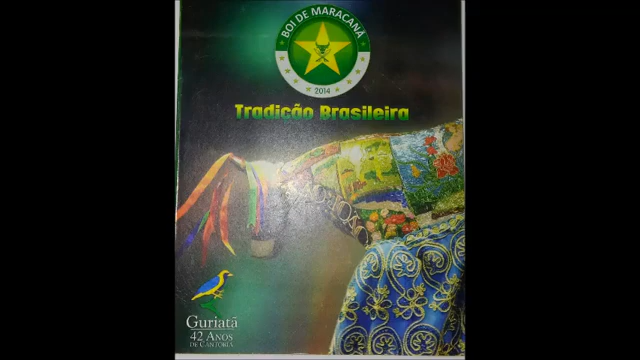 BOI DE MARACANÃ
2014
Tradição Brasileira
Guriatã
42 ANOS
DE CANTORIA